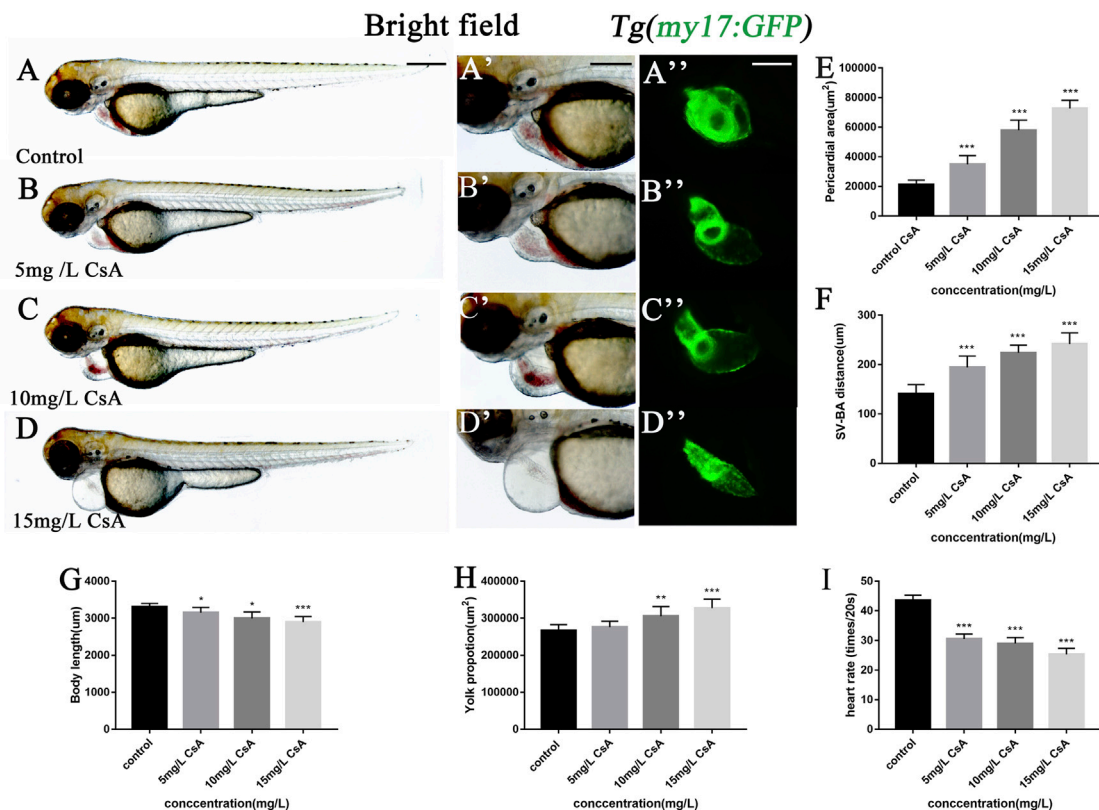 Bright field
Tg(my17:GFP)
A
A’
A’’
Control
B
B’
B’’
5mg /L CsA
C
C’
C’’
10mg/L CsA
D
D’
D’’
15mg/L CsA
E
Pericardial area(um²)
100000
80000
60000
40000
20000
0
***
***
***
control CsA
5mg/L CsA
10mg/L CsA
15mg/L CsA
conccentration(mg/L)
F
SV-BA distance(um)
300
200
100
0
***
***
***
control
5mg/L CsA
10mg/L CsA
15mg/L CsA
conccentration(mg/L)
G
Body length(um)
4000
3000
2000
1000
0
*
*
***
control
5mg/L CsA
10mg/L CsA
15mg/L CsA
conccentration(mg/L)
H
Yolk propotion(um²)
400000
300000
200000
100000
0
**
***
control
5mg/L CsA
10mg/L CsA
15mg/L CsA
conccentration(mg/L)
I
heart rate (times/20s)
50
40
30
20
10
0
***
***
***
control
5mg/L CsA
10mg/L CsA
15mg/L CsA
conccentration(mg/L)